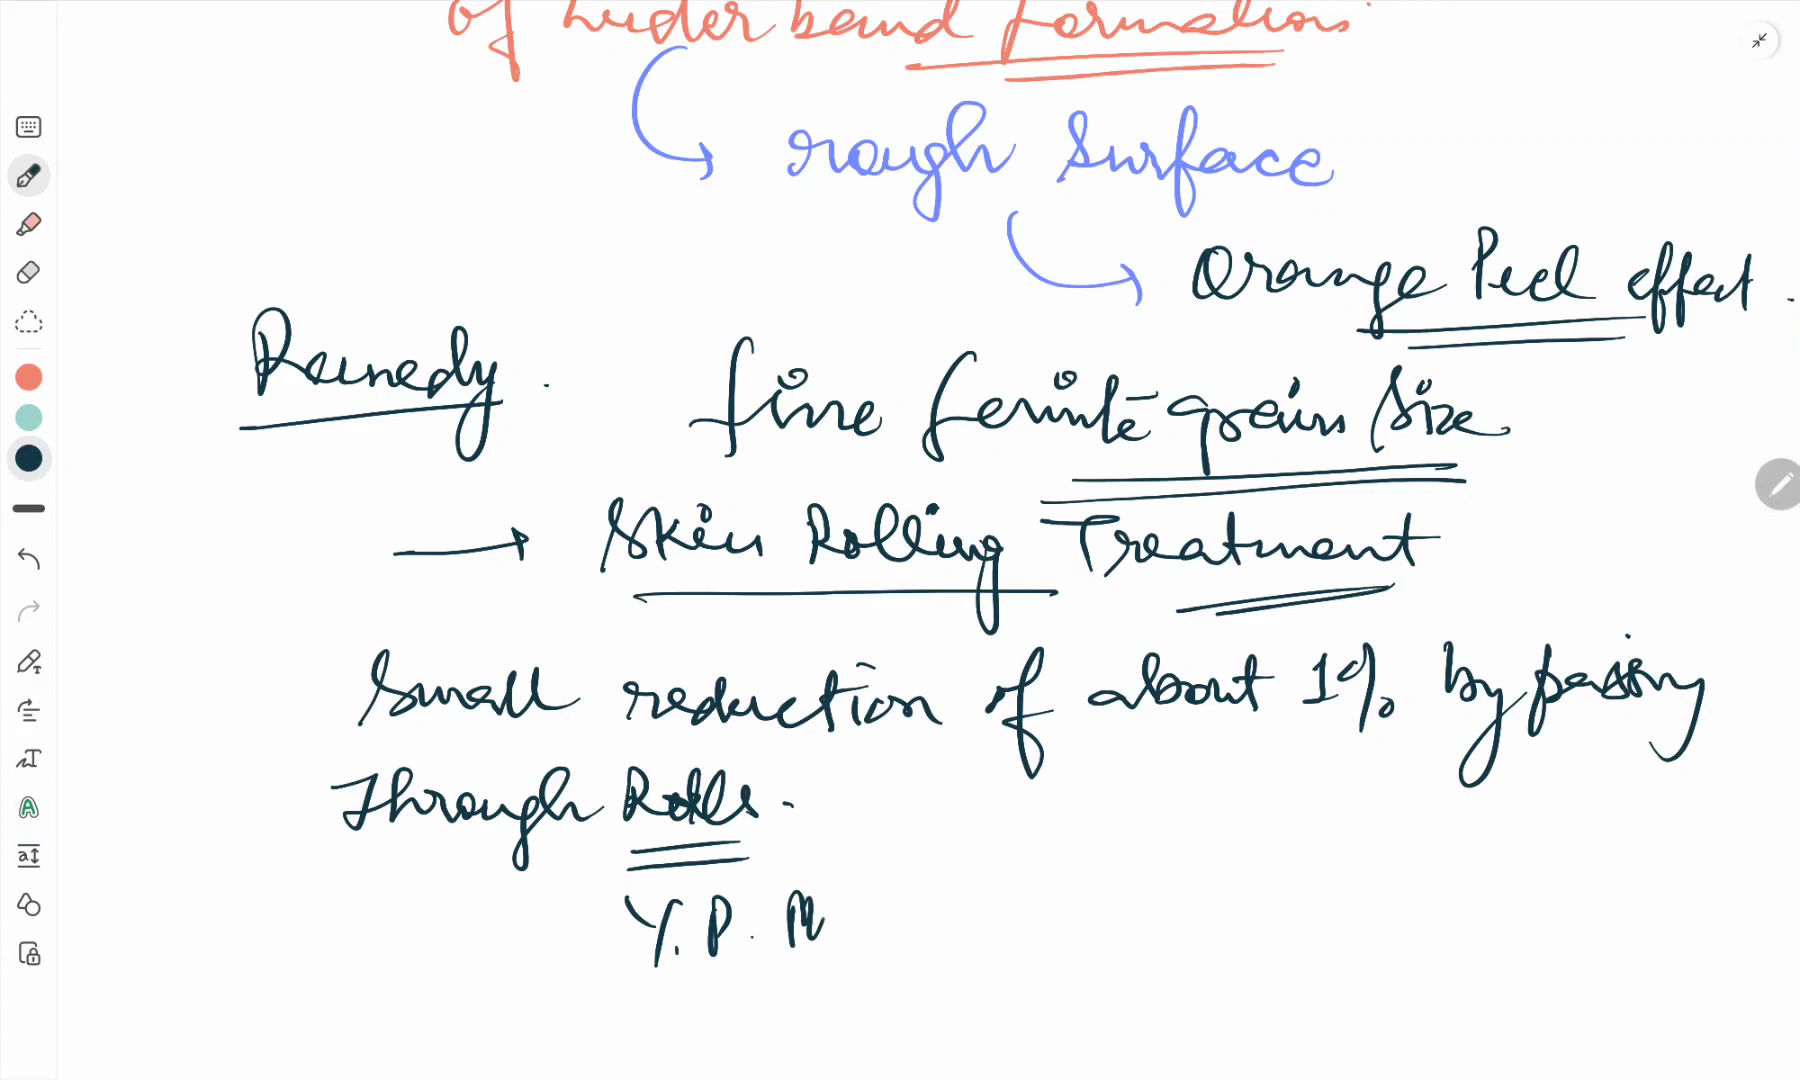 of Luder band formation.
rough Surface
Orange Peel effect.
Remedy. fine ferrite grain Size
→ Skin Rolling Treatment
Small reduction of about 1% by passing
Through Rolls.
Y. P. M